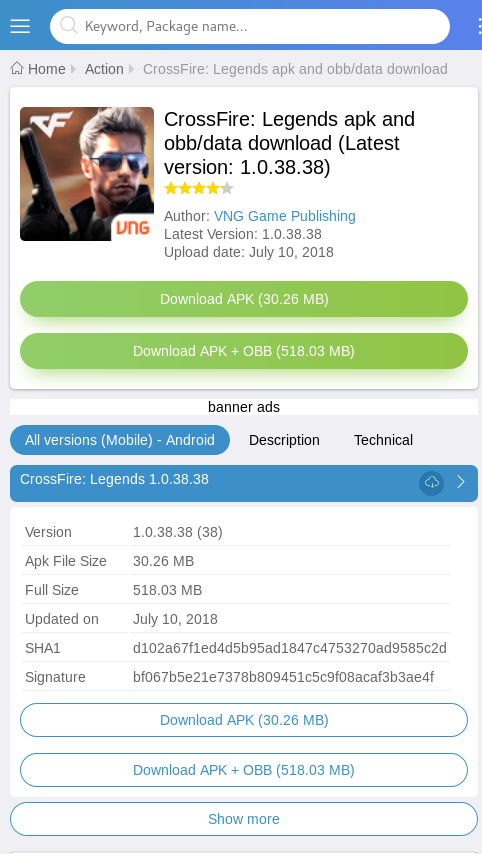 Keyword, Package name...
Home Action CrossFire: Legends apk and obb/data download
CF
VNG
CrossFire: Legends apk and
obb/data download (Latest
version: 1.0.38.38)
Author: VNG Game Publishing
Latest Version: 1.0.38.38
Upload date: July 10, 2018
Download APK (30.26 MB)
Download APK + OBB (518.03 MB)
banner ads
All versions (Mobile) - Android Description Technical
CrossFire: Legends 1.0.38.38
Version 1.0.38.38 (38)
Apk File Size 30.26 MB
Full Size 518.03 MB
Updated on July 10, 2018
SHA1 d102a67f1ed4d5b95ad1847c4753270ad9585c2d
Signature bf067b5e21e7378b809451c5c9f08acaf3b3ae4f
Download APK (30.26 MB)
Download APK + OBB (518.03 MB)
Show more